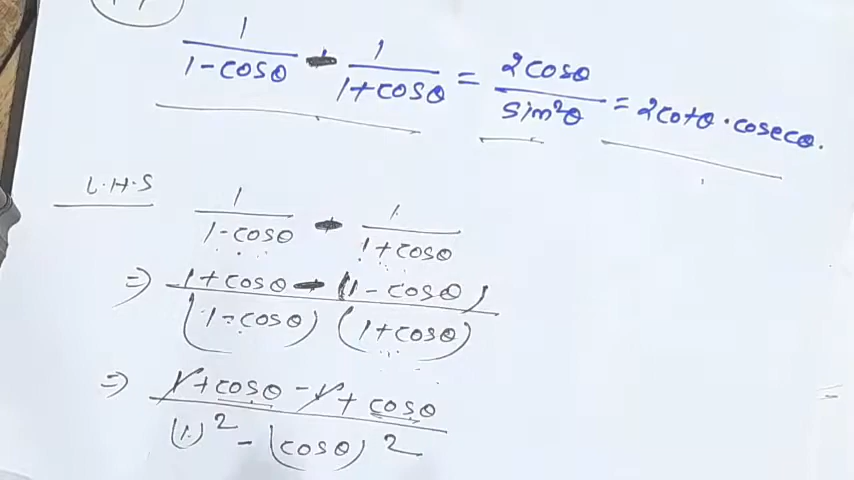 1/(1-cosθ) - 1/(1+cosθ) = 2cosθ/sin²θ = 2cotθ · cosecθ.
L.H.S
1/(1-cosθ) - 1/(1+cosθ)
⇒ (1+cosθ - (1-cosθ))/((1-cosθ)(1+cosθ))
⇒ (1+cosθ - 1+cosθ)/((1)² - (cosθ)²)